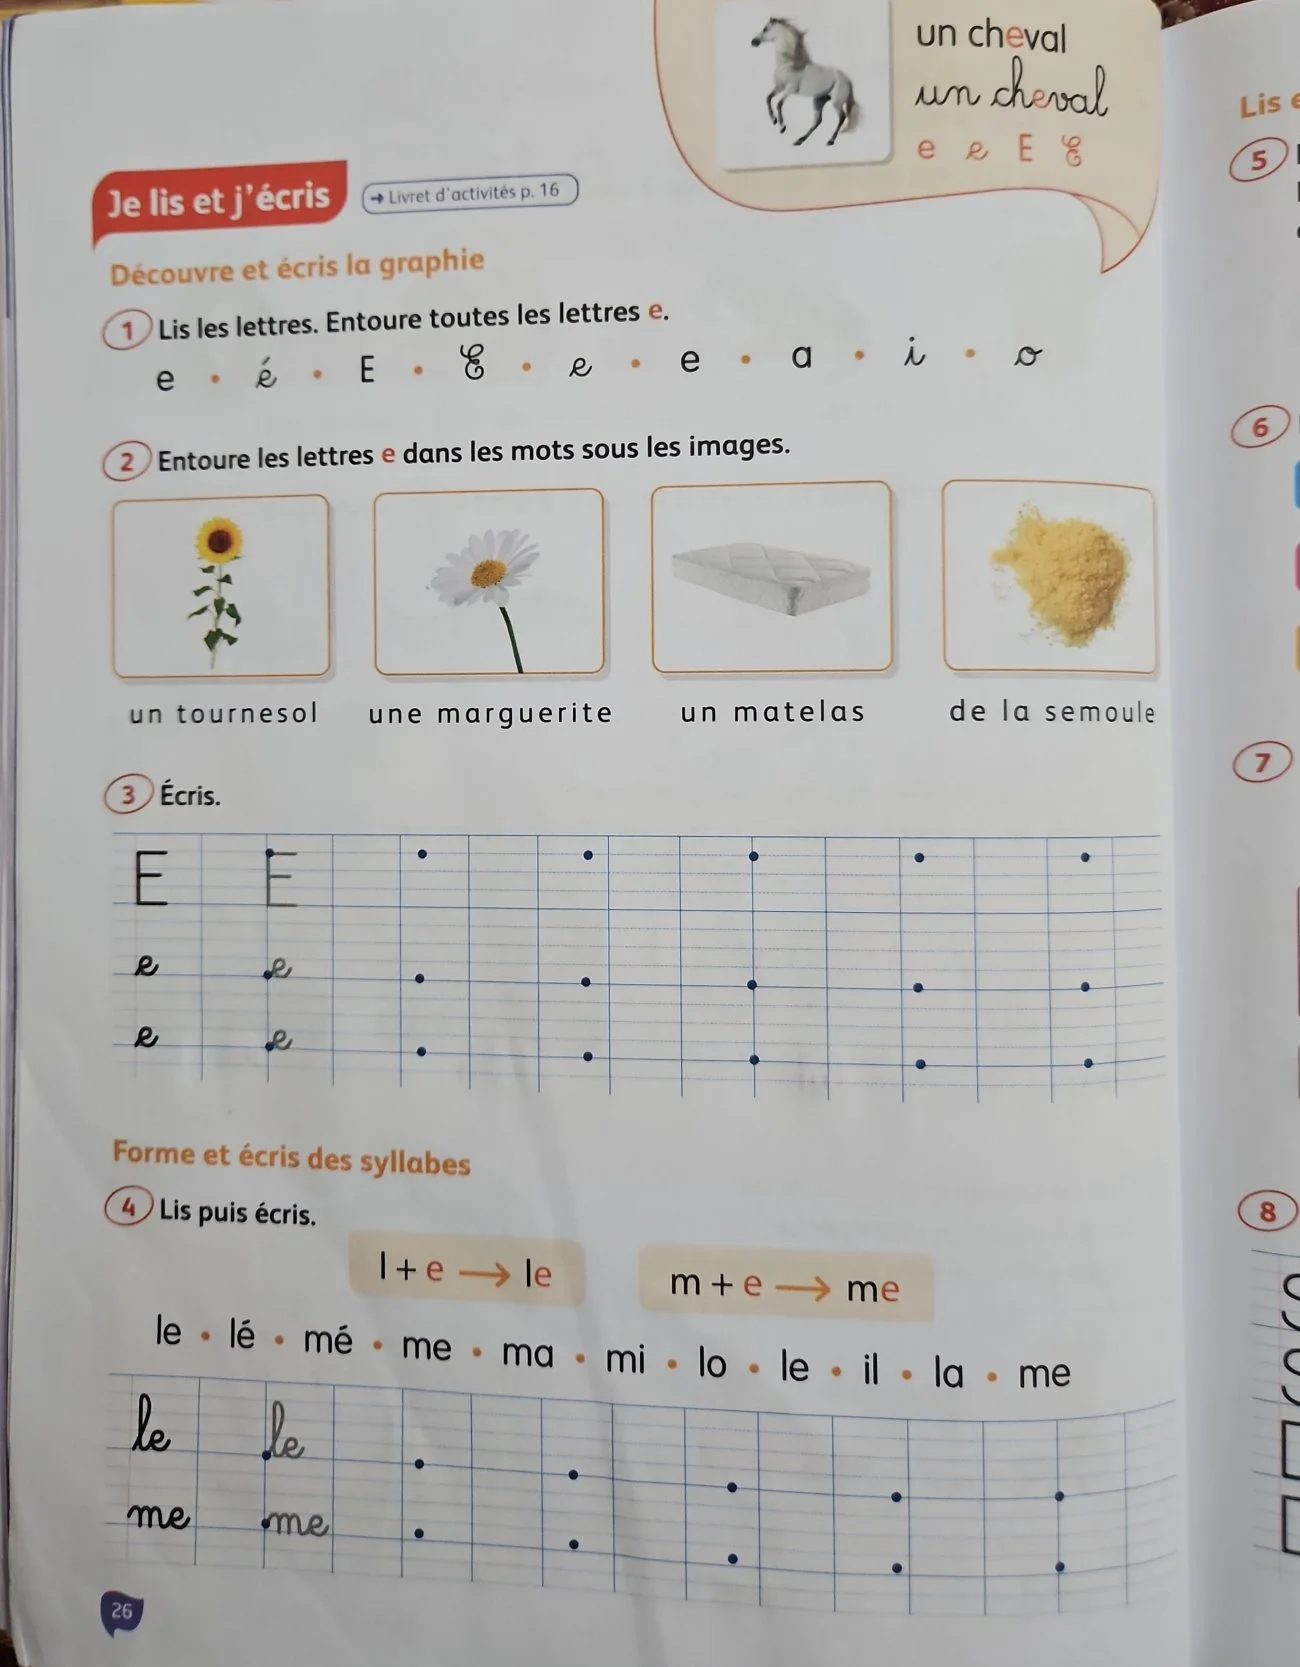 un cheval
un cheval
e e E E
Je lis et j'écris
➔ Livret d'activités p. 16
Découvre et écris la graphie
1 Lis les lettres. Entoure toutes les lettres e.
e • é • E • E • e • e • a • i • o
2 Entoure les lettres e dans les mots sous les images.
un tournesol une marguerite un matelas de la semoule
3 Écris.
E E
e e
e e
Forme et écris des syllabes
4 Lis puis écris.
l + e → le m + e → me
le • lé • mé • me • ma • mi • lo • le • il • la • me
le le
me me
26
Lis
5
6
7
8